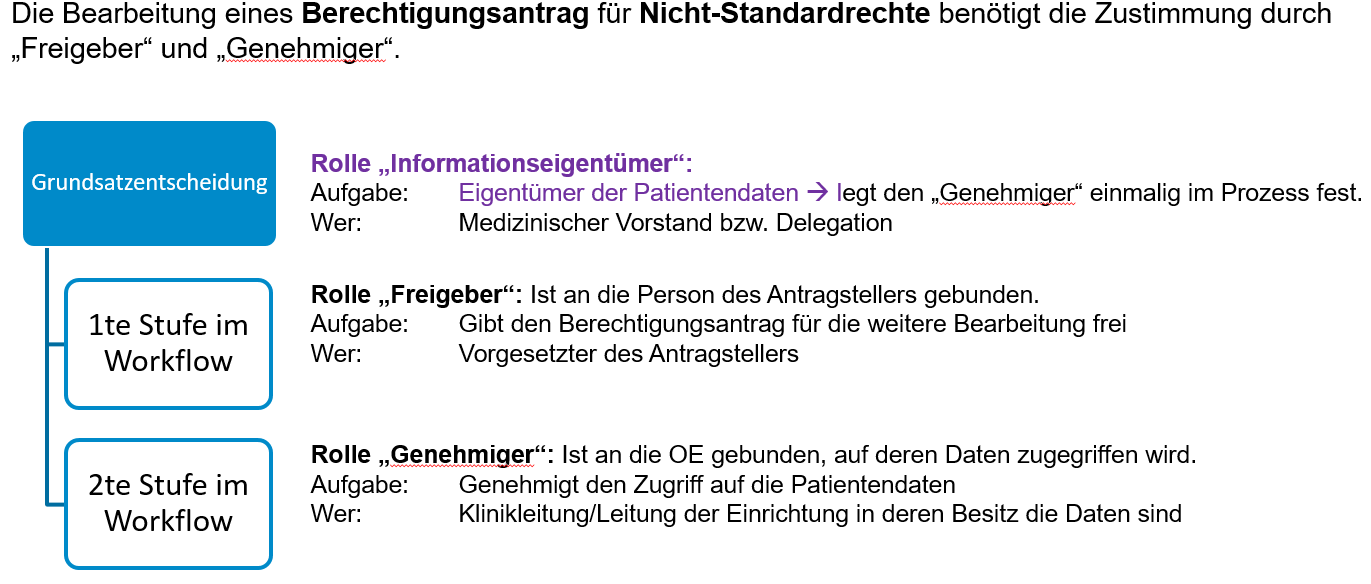 Die Bearbeitung eines Berechtigungsantrag für Nicht-Standardrechte benötigt die Zustimmung durch
„Freigeber“ und „Genehmiger“.
Grundsatzentscheidung
Rolle „Informationseigentümer“:
Aufgabe: Eigentümer der Patientendaten → legt den „Genehmiger“ einmalig im Prozess fest.
Wer: Medizinischer Vorstand bzw. Delegation
1te Stufe im
Workflow
Rolle „Freigeber“: Ist an die Person des Antragstellers gebunden.
Aufgabe: Gibt den Berechtigungsantrag für die weitere Bearbeitung frei
Wer: Vorgesetzter des Antragstellers
2te Stufe im
Workflow
Rolle „Genehmiger“: Ist an die OE gebunden, auf deren Daten zugegriffen wird.
Aufgabe: Genehmigt den Zugriff auf die Patientendaten
Wer: Klinikleitung/Leitung der Einrichtung in deren Besitz die Daten sind